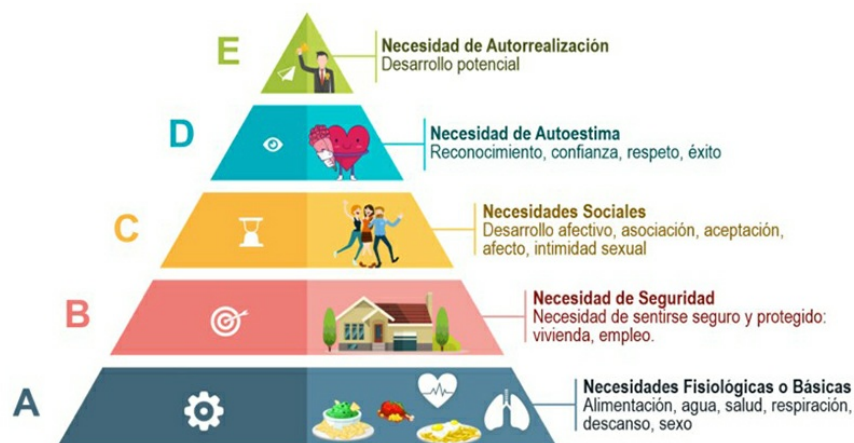 E
Necesidad de Autorrealización
Desarrollo potencial
D
Necesidad de Autoestima
Reconocimiento, confianza, respeto, éxito
C
Necesidades Sociales
Desarrollo afectivo, asociación, aceptación,
afecto, intimidad sexual
B
Necesidad de Seguridad
Necesidad de sentirse seguro y protegido:
vivienda, empleo.
A
Necesidades Fisiológicas o Básicas
Alimentación, agua, salud, respiración,
descanso, sexo